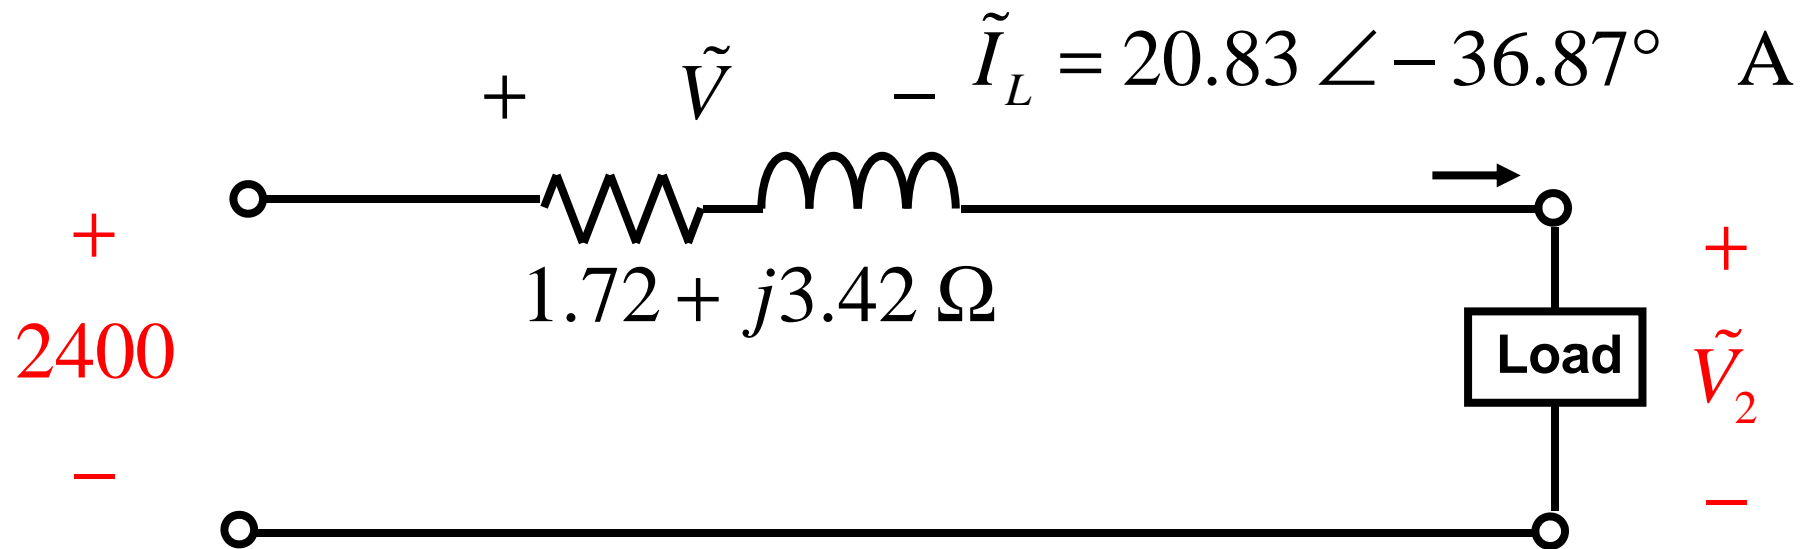 + Ṽ − Ĩ_L = 20.83 ∠ − 36.87° A
1.72 + j3.42 Ω
+
2400
−
Load
+
Ṽ_2
−